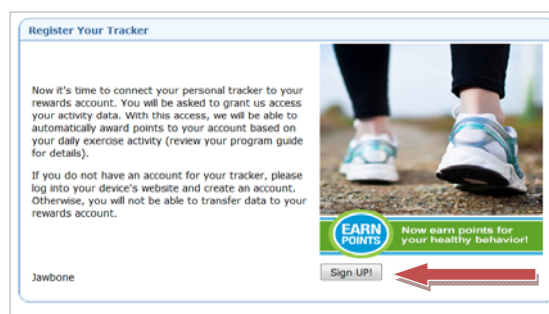 Register Your Tracker
Now it's time to connect your personal tracker to your
rewards account. You will be asked to grant us access
your activity data. With this access, we will be able to
automatically award points to your account based on
your daily exercise activity (review your program guide
for details).
If you do not have an account for your tracker, please
log into your device's website and create an account.
Otherwise, you will not be able to transfer data to your
rewards account.
EARN
POINTS
Now earn points for
your healthy behavior!
Jawbone
Sign UP!